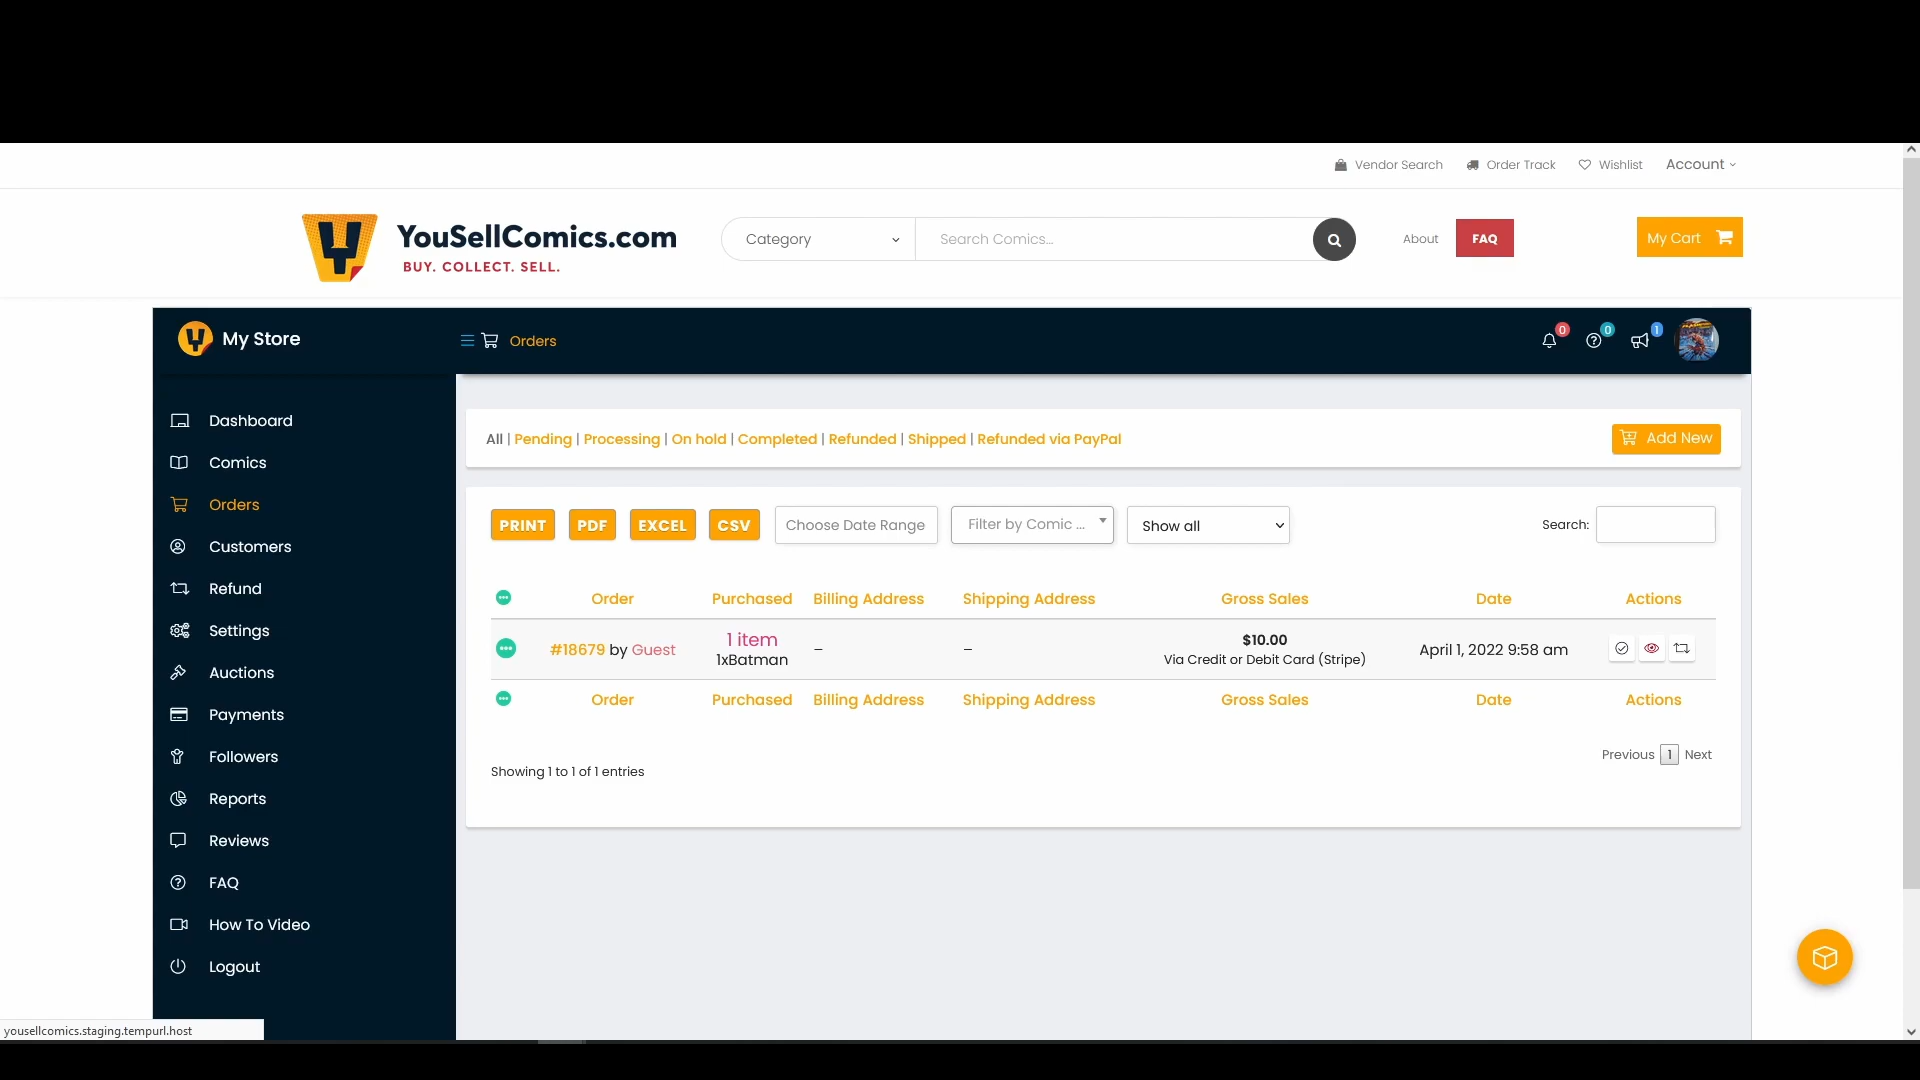 Vendor Search Order Track Wishlist Account
YouSellComics.com
BUY. COLLECT. SELL.
Category Search Comics... About FAQ My Cart
My Store Orders 0 0 1
Dashboard
Comics
Orders
Customers
Refund
Settings
Auctions
Payments
Followers
Reports
Reviews
FAQ
How To Video
Logout
All | Pending | Processing | On hold | Completed | Refunded | Shipped | Refunded via PayPal Add New
PRINT PDF EXCEL CSV Choose Date Range Filter by Comic ... Show all Search:
Order Purchased Billing Address Shipping Address Gross Sales Date Actions
#18679 by Guest 1 item – – $10.00 April 1, 2022 9:58 am
1xBatman Via Credit or Debit Card (Stripe)
Order Purchased Billing Address Shipping Address Gross Sales Date Actions
Previous 1 Next
Showing 1 to 1 of 1 entries
yousellcomics.staging.tempurl.host